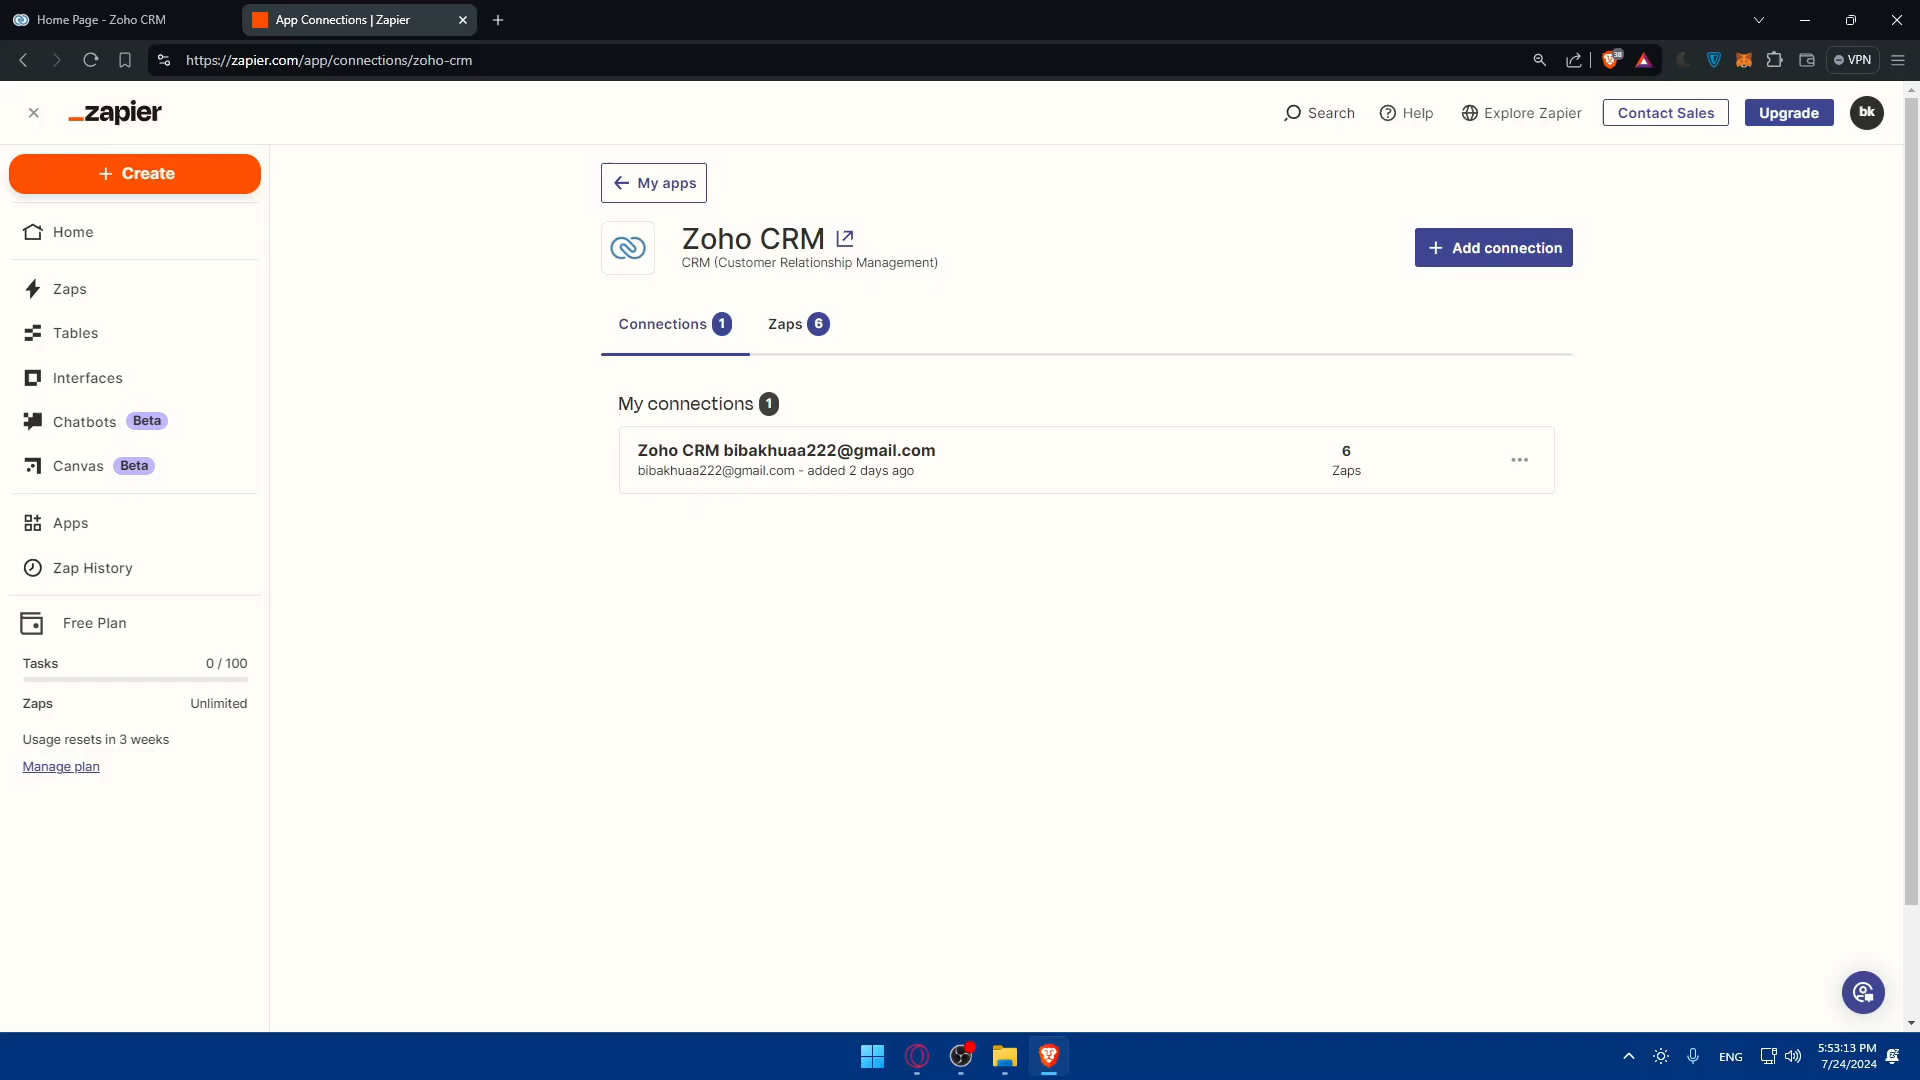 Home Page - Zoho CRM
App Connections | Zapier
https://zapier.com/app/connections/zoho-crm
38
VPN
_zapier
Search
Help
Explore Zapier
Contact Sales
Upgrade
bk
+ Create
Home
Zaps
Tables
Interfaces
Chatbots Beta
Canvas Beta
Apps
Zap History
Free Plan
Tasks 0 / 100
Zaps Unlimited
Usage resets in 3 weeks
Manage plan
← My apps
Zoho CRM
CRM (Customer Relationship Management)
+ Add connection
Connections 1
Zaps 6
My connections 1
Zoho CRM bibakhuaa222@gmail.com
bibakhuaa222@gmail.com - added 2 days ago
6
Zaps
ENG
5:53:13 PM
7/24/2024